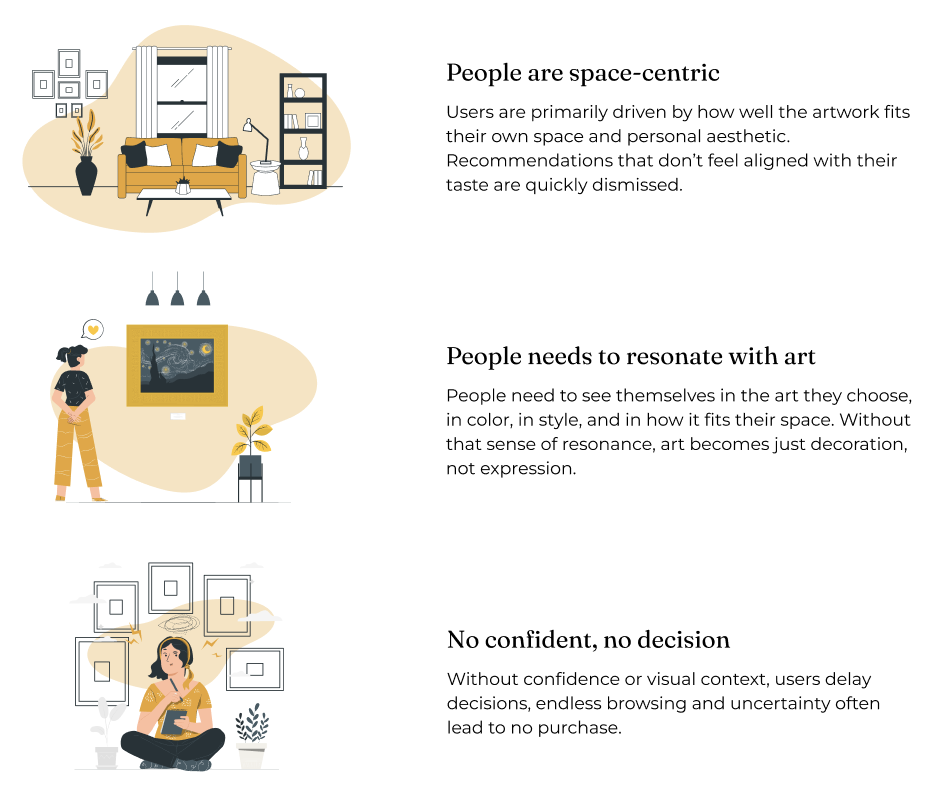 People are space-centric
Users are primarily driven by how well the artwork fits
their own space and personal aesthetic.
Recommendations that don’t feel aligned with their
taste are quickly dismissed.
People needs to resonate with art
People need to see themselves in the art they choose,
in color, in style, and in how it fits their space. Without
that sense of resonance, art becomes just decoration,
not expression.
No confident, no decision
Without confidence or visual context, users delay
decisions, endless browsing and uncertainty often
lead to no purchase.